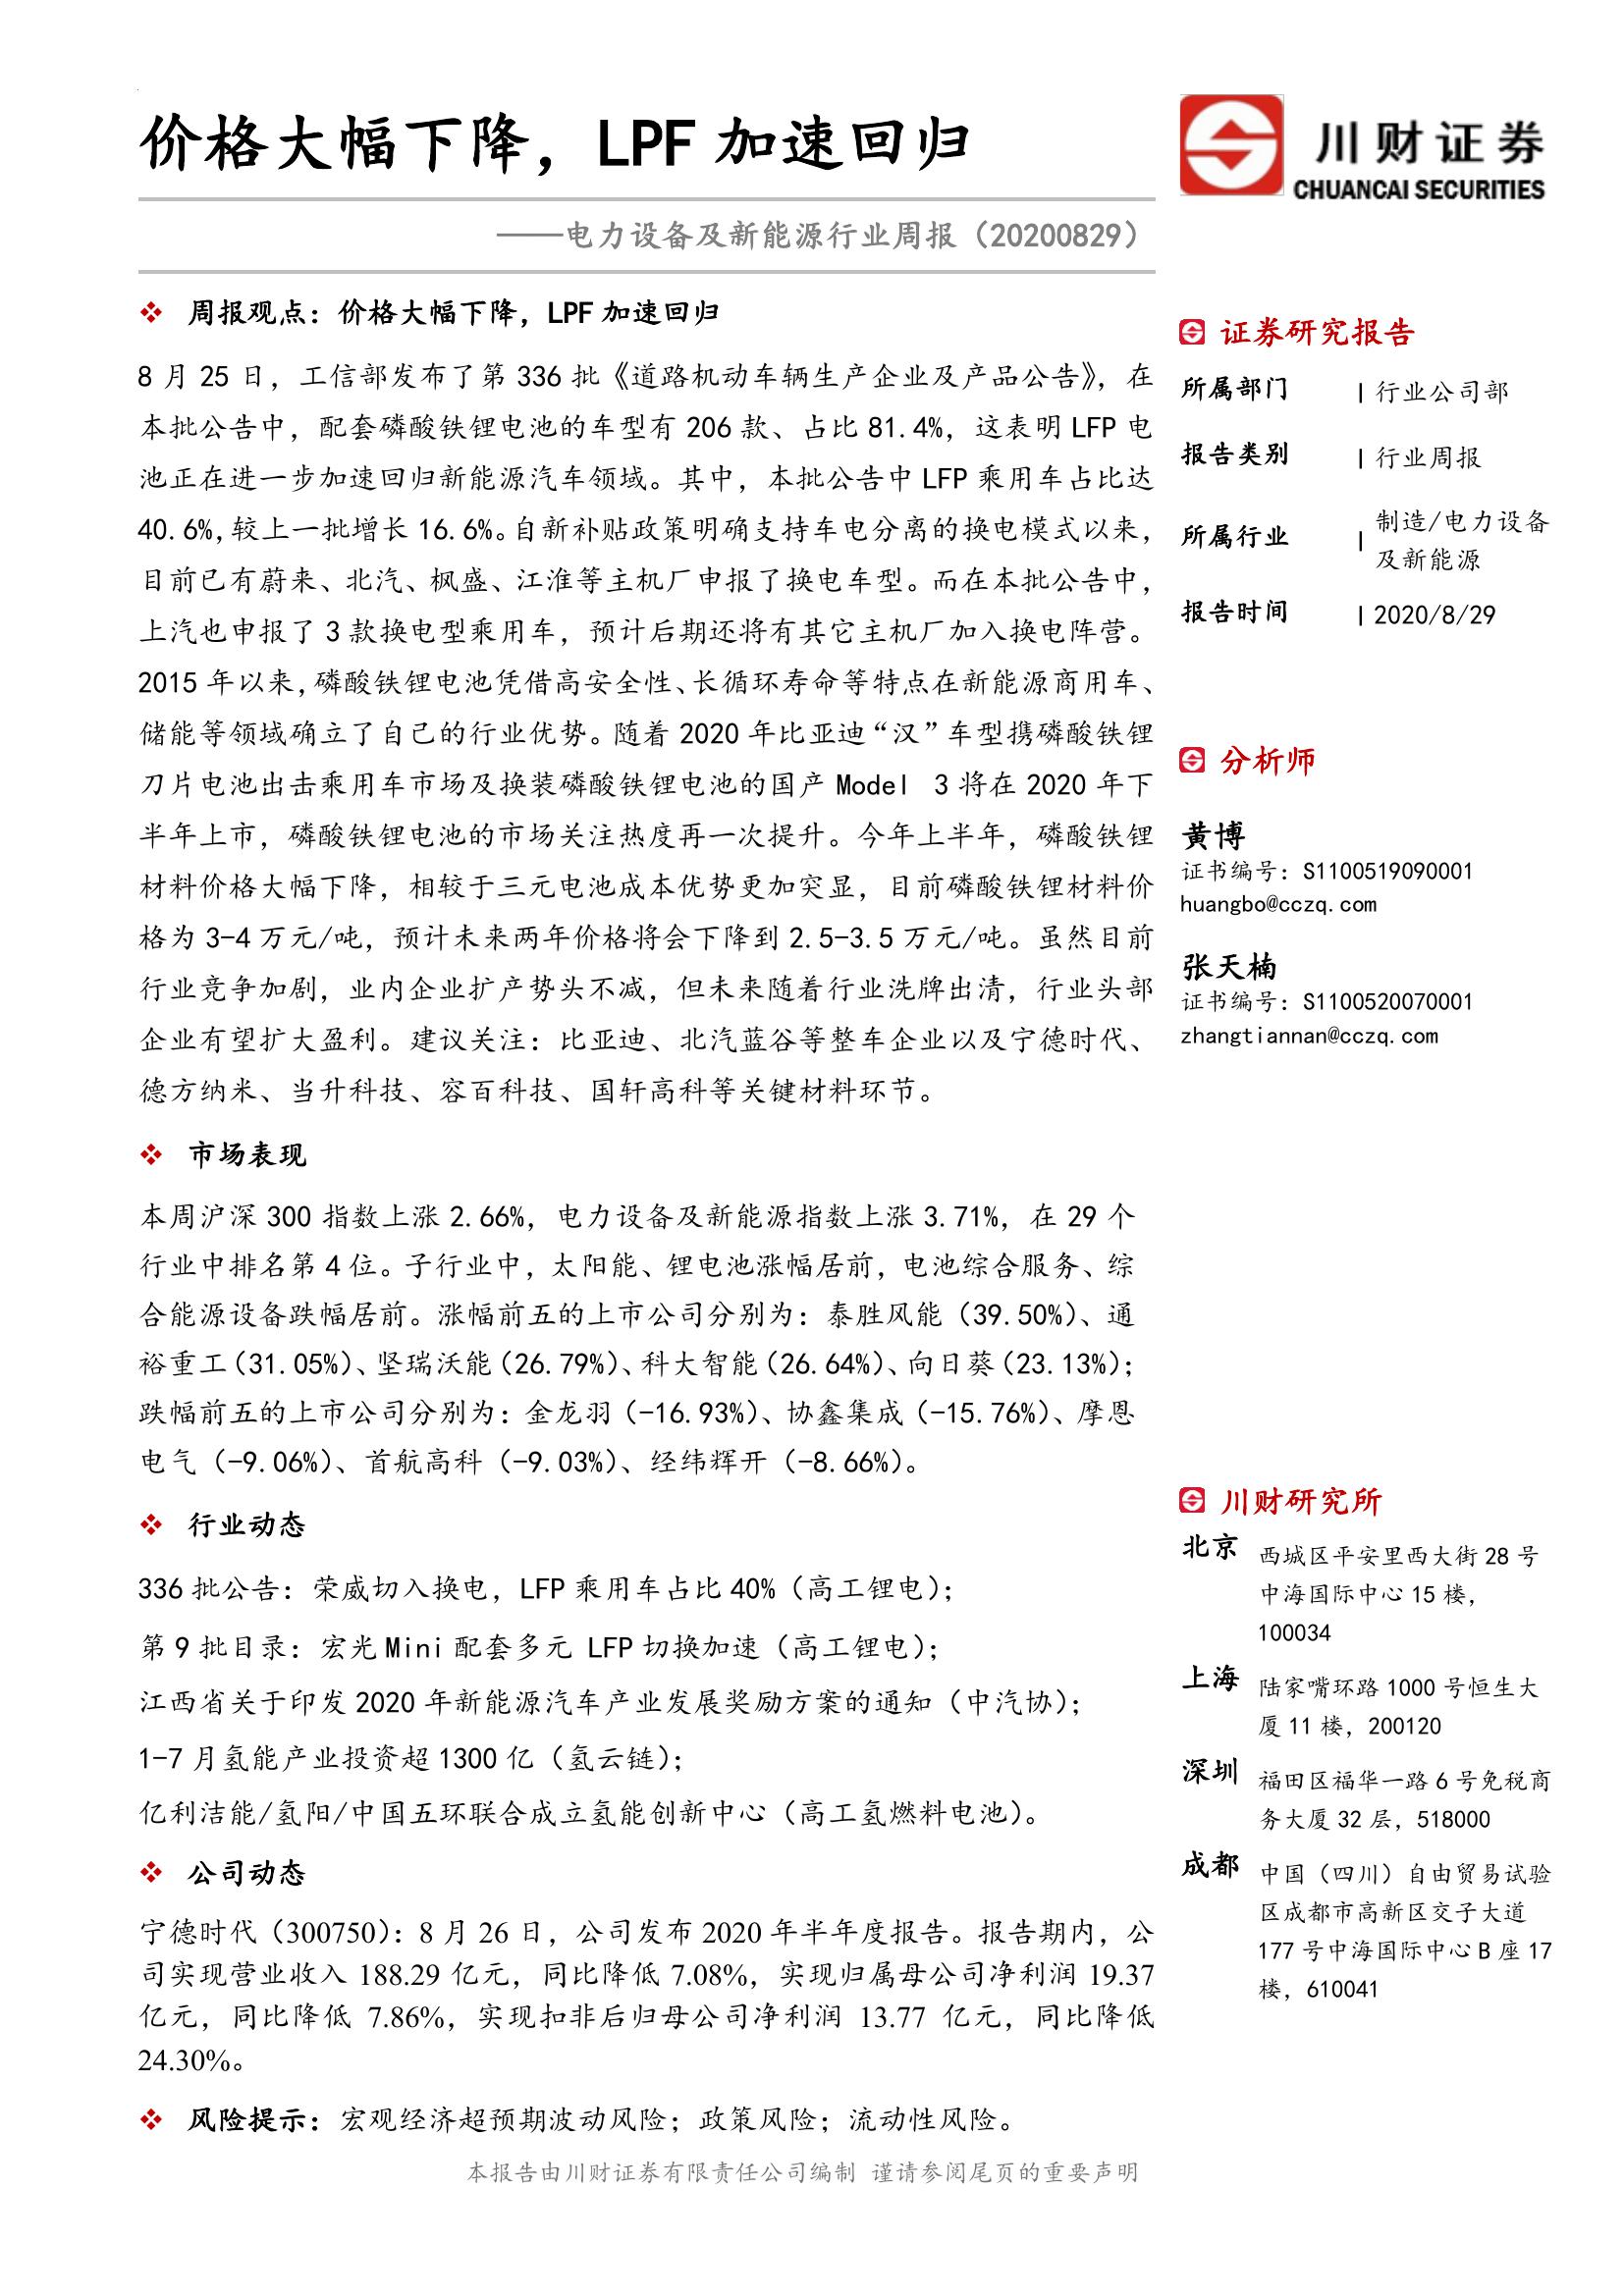 价格大幅下降，LPF 加速回归
——电力设备及新能源行业周报（20200829）
❖ 周报观点：价格大幅下降，LPF 加速回归
8 月 25 日，工信部发布了第 336 批《道路机动车辆生产企业及产品公告》，在
本批公告中，配套磷酸铁锂电池的车型有 206 款、占比 81.4%，这表明 LFP 电
池正在进一步加速回归新能源汽车领域。其中，本批公告中 LFP 乘用车占比达
40.6%，较上一批增长 16.6%。自新补贴政策明确支持车电分离的换电模式以来，
目前已有蔚来、北汽、枫盛、江淮等主机厂申报了换电车型。而在本批公告中，
上汽也申报了 3 款换电型乘用车，预计后期还将有其它主机厂加入换电阵营。
2015 年以来，磷酸铁锂电池凭借高安全性、长循环寿命等特点在新能源商用车、
储能等领域确立了自己的行业优势。随着 2020 年比亚迪“汉”车型携磷酸铁锂
刀片电池出击乘用车市场及换装磷酸铁锂电池的国产 Model 3 将在 2020 年下
半年上市，磷酸铁锂电池的市场关注热度再一次提升。今年上半年，磷酸铁锂
材料价格大幅下降，相较于三元电池成本优势更加突显，目前磷酸铁锂材料价
格为 3-4 万元/吨，预计未来两年价格将会下降到 2.5-3.5 万元/吨。虽然目前
行业竞争加剧，业内企业扩产势头不减，但未来随着行业洗牌出清，行业头部
企业有望扩大盈利。建议关注：比亚迪、北汽蓝谷等整车企业以及宁德时代、
德方纳米、当升科技、容百科技、国轩高科等关键材料环节。
❖ 市场表现
本周沪深 300 指数上涨 2.66%，电力设备及新能源指数上涨 3.71%，在 29 个
行业中排名第 4 位。子行业中，太阳能、锂电池涨幅居前，电池综合服务、综
合能源设备跌幅居前。涨幅前五的上市公司分别为：泰胜风能（39.50%）、通
裕重工（31.05%）、坚瑞沃能（26.79%）、科大智能（26.64%）、向日葵（23.13%）；
跌幅前五的上市公司分别为：金龙羽（-16.93%）、协鑫集成（-15.76%）、摩恩
电气（-9.06%）、首航高科（-9.03%）、经纬辉开（-8.66%）。
❖ 行业动态
336 批公告：荣威切入换电，LFP 乘用车占比 40%（高工锂电）；
第 9 批目录：宏光 Mini 配套多元 LFP 切换加速（高工锂电）；
江西省关于印发 2020 年新能源汽车产业发展奖励方案的通知（中汽协）；
1-7 月氢能产业投资超 1300 亿（氢云链）；
亿利洁能/氢阳/中国五环联合成立氢能创新中心（高工氢燃料电池）。
❖ 公司动态
宁德时代（300750）：8 月 26 日，公司发布 2020 年半年度报告。报告期内，公
司实现营业收入 188.29 亿元，同比降低 7.08%，实现归属母公司净利润 19.37
亿元，同比降低 7.86%，实现扣非后归母公司净利润 13.77 亿元，同比降低
24.30%。
❖ 风险提示：宏观经济超预期波动风险；政策风险；流动性风险。
川财证券
CHUANCAI SECURITIES
证券研究报告
所属部门 | 行业公司部
报告类别 | 行业周报
所属行业 | 制造/电力设备
及新能源
报告时间 | 2020/8/29
分析师
黄博
证书编号：S1100519090001
huangbo@cczq.com
张天楠
证书编号：S1100520070001
zhangtiannan@cczq.com
川财研究所
北京 西城区平安里西大街 28 号
中海国际中心 15 楼，
100034
上海 陆家嘴环路 1000 号恒生大
厦 11 楼，200120
深圳 福田区福华一路 6 号免税商
务大厦 32 层，518000
成都 中国（四川）自由贸易试验
区成都市高新区交子大道
177 号中海国际中心 B 座 17
楼，610041
本报告由川财证券有限责任公司编制 谨请参阅尾页的重要声明